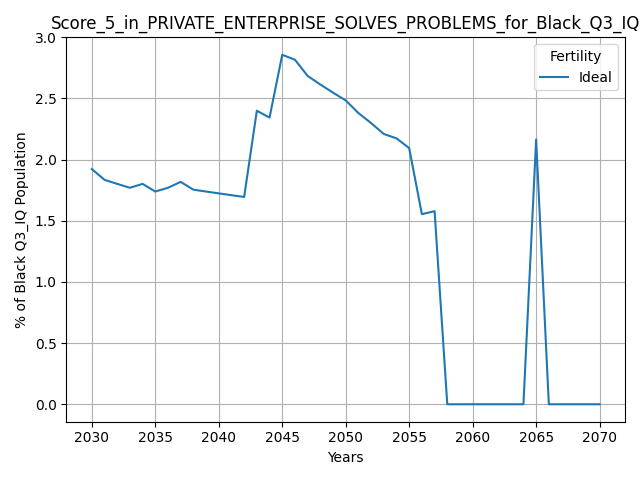 Score_5_in_PRIVATE_ENTERPRISE_SOLVES_PROBLEMS_for_Black_Q3_IQ
3.0
2.5
2.0
1.5
1.0
0.5
0.0
% of Black Q3_IQ Population
Fertility
Ideal
2030 2035 2040 2045 2050 2055 2060 2065 2070
Years